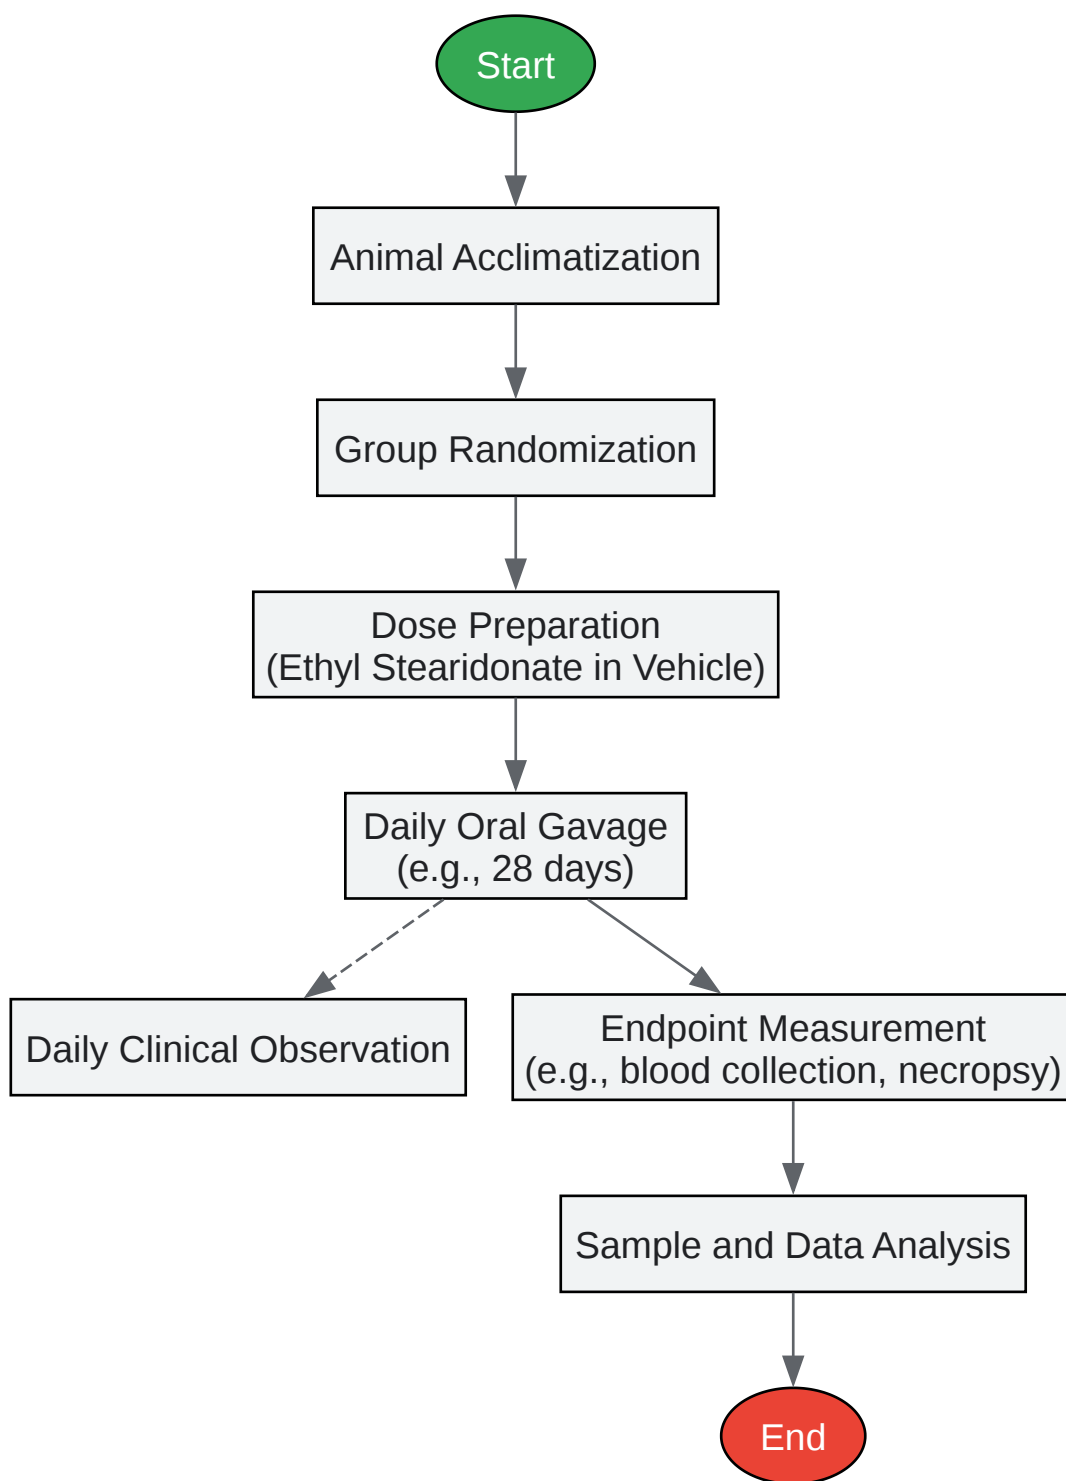 Start
Animal Acclimatization
Group Randomization
Dose Preparation
(Ethyl Stearidonate in Vehicle)
Daily Oral Gavage
(e.g., 28 days)
Daily Clinical Observation
Endpoint Measurement
(e.g., blood collection, necropsy)
Sample and Data Analysis
End